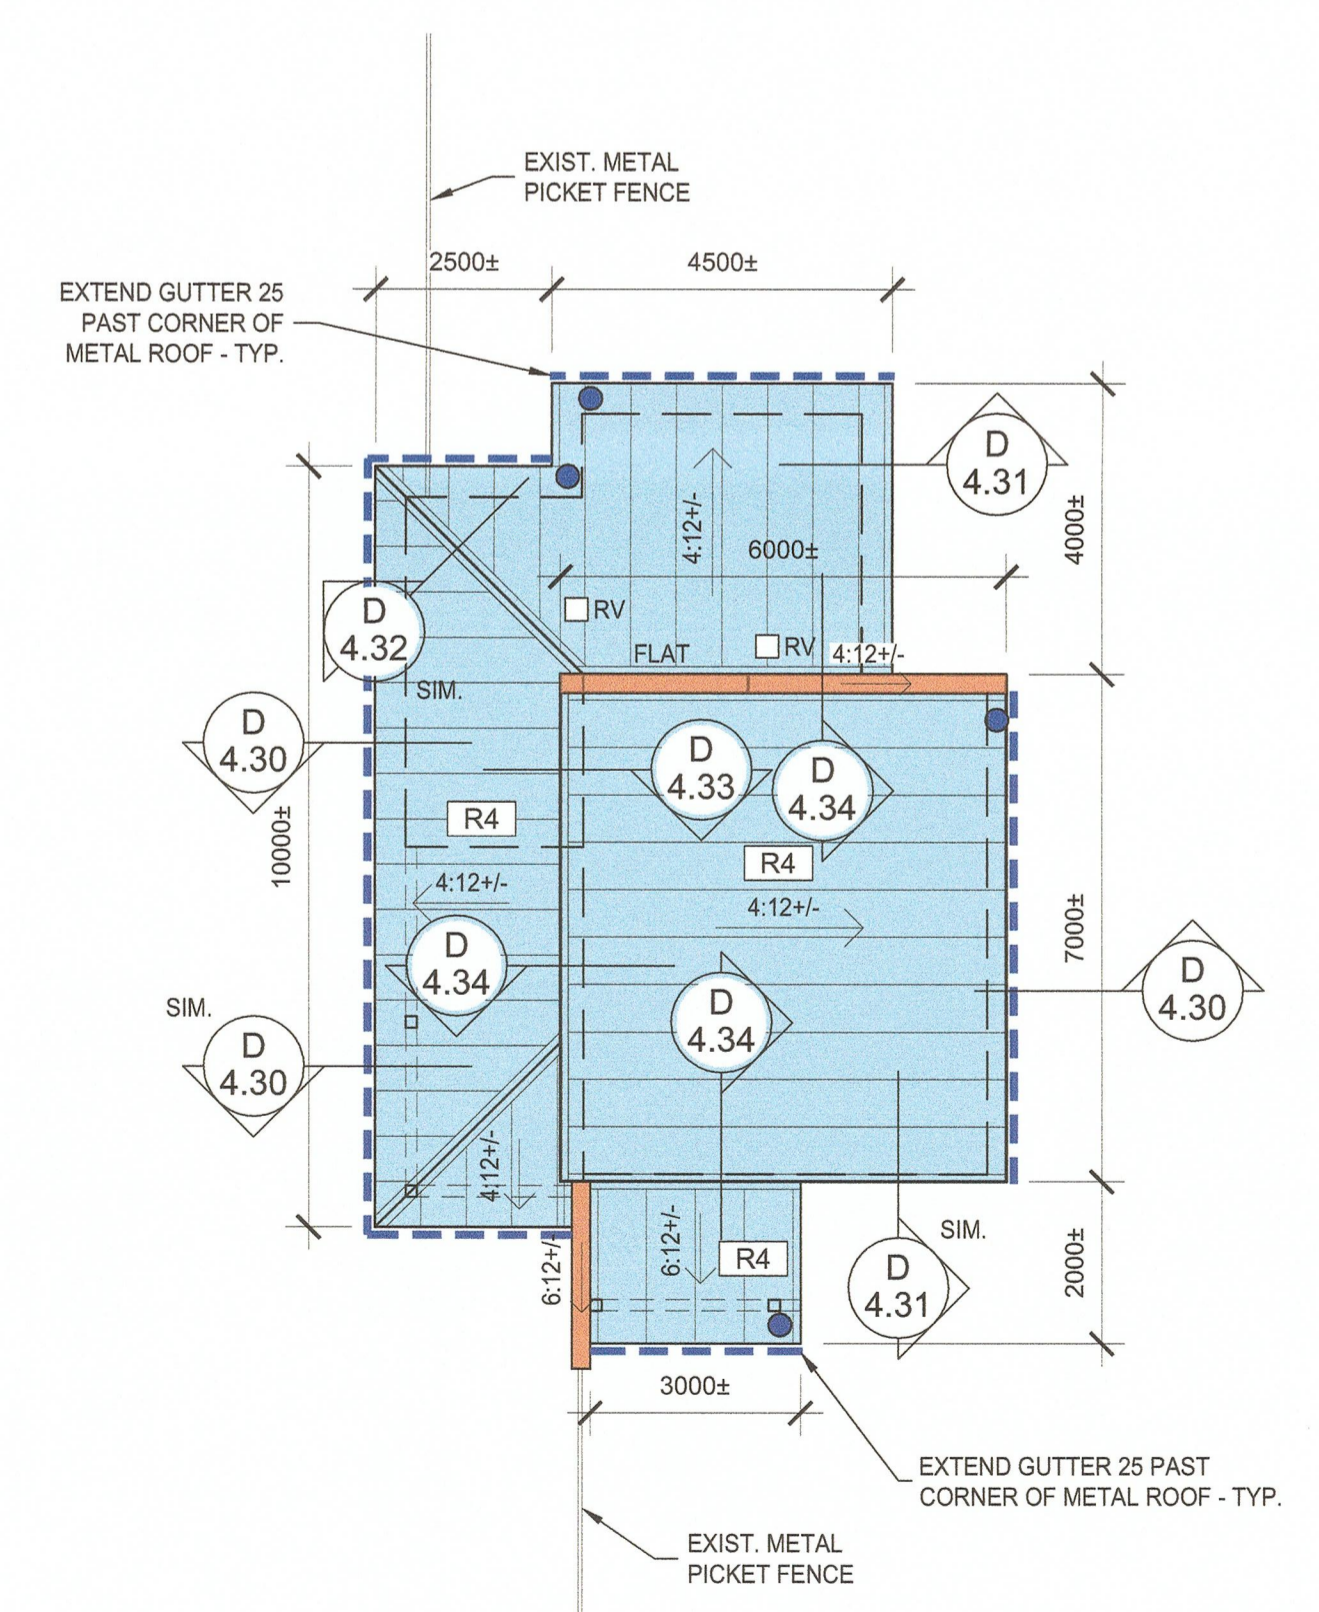 EXIST. METAL
PICKET FENCE
2500±
4500±
EXTEND GUTTER 25
PAST CORNER OF
METAL ROOF - TYP.
D
4.31
4000±
4:12+/-
6000±
D
4.32
RV
RV
FLAT
4:12+/-
SIM.
D
4.30
D
4.33
D
4.34
R4
R4
10000±
4:12+/-
4:12+/-
7000±
D
4.34
D
4.34
D
4.30
SIM.
D
4.30
4:12+/-
6:12+/-
6:12+/-
R4
SIM.
D
4.31
2000±
3000±
EXTEND GUTTER 25 PAST
CORNER OF METAL ROOF - TYP.
EXIST. METAL
PICKET FENCE